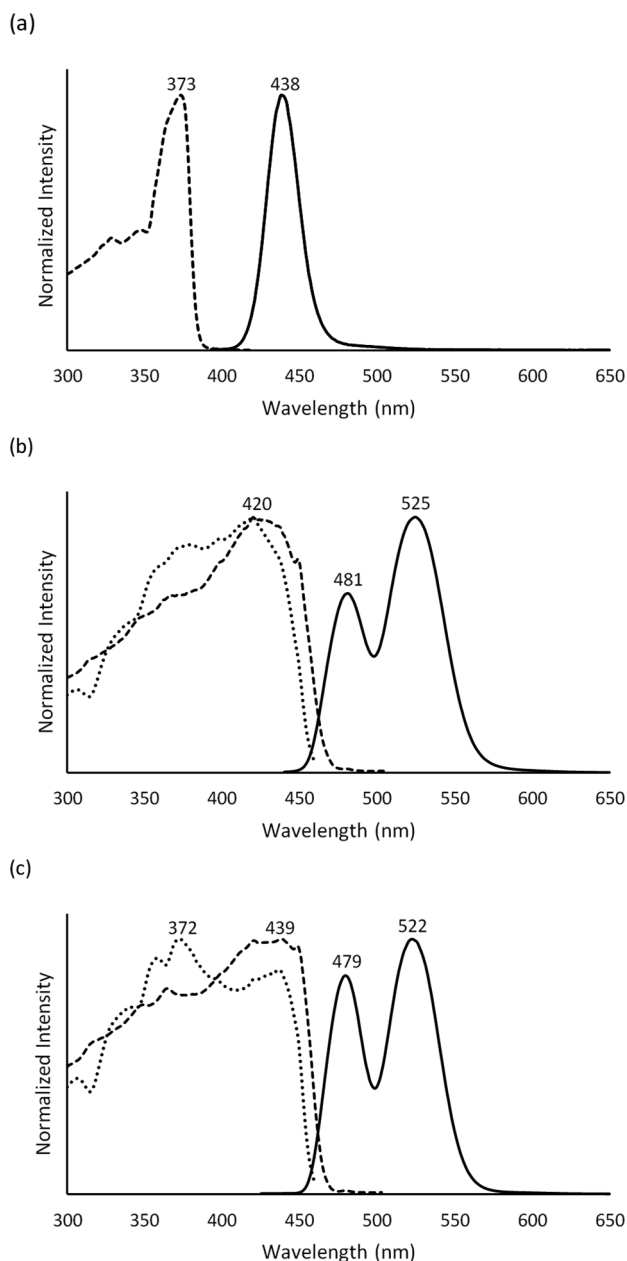 (a)
373 438
Normalized Intensity
300 350 400 450 500 550 600 650
Wavelength (nm)
(b)
420 525
481
Normalized Intensity
300 350 400 450 500 550 600 650
Wavelength (nm)
(c)
372 439 522
479
Normalized Intensity
300 350 400 450 500 550 600 650
Wavelength (nm)